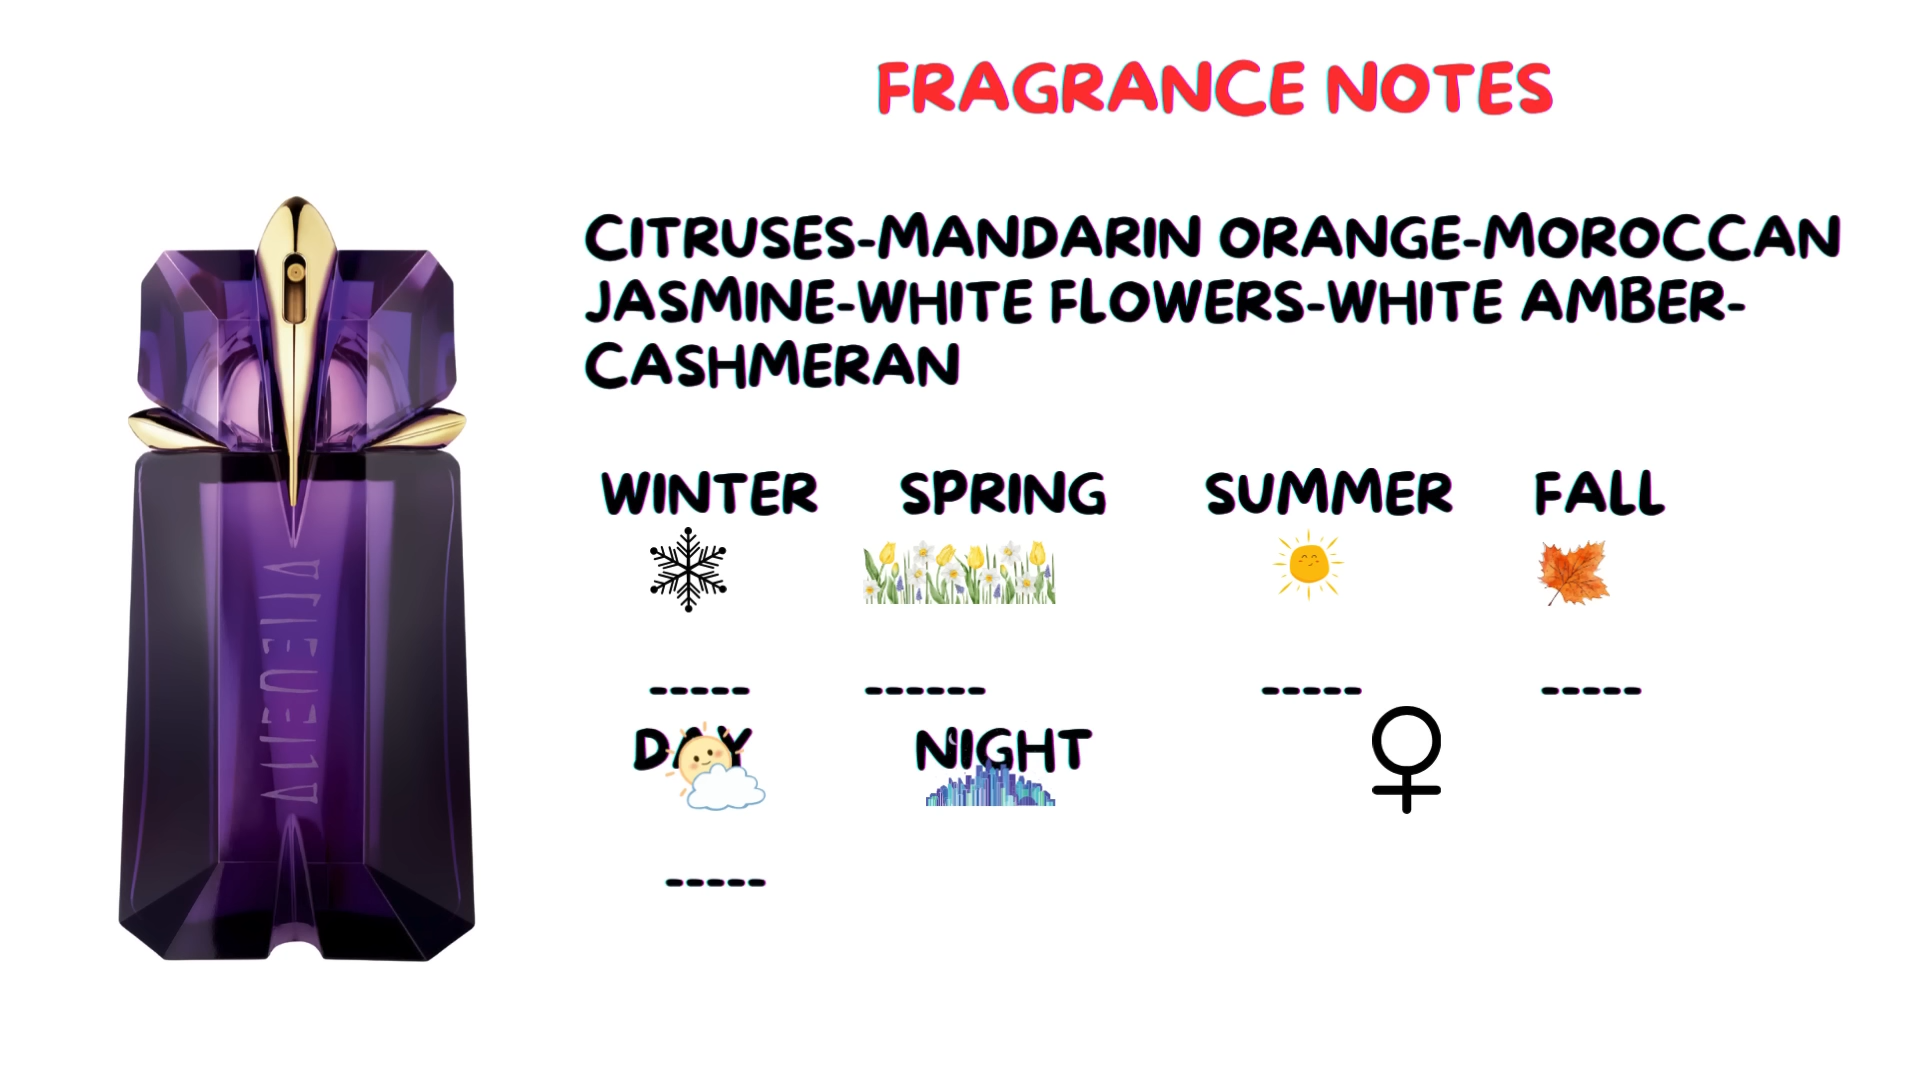 FRAGRANCE NOTES
CITRUSES-MANDARIN ORANGE-MOROCCAN
JASMINE-WHITE FLOWERS-WHITE AMBER-
CASHMERAN
WINTER SPRING SUMMER FALL
----- ------ ----- -----
DAY NIGHT
-----